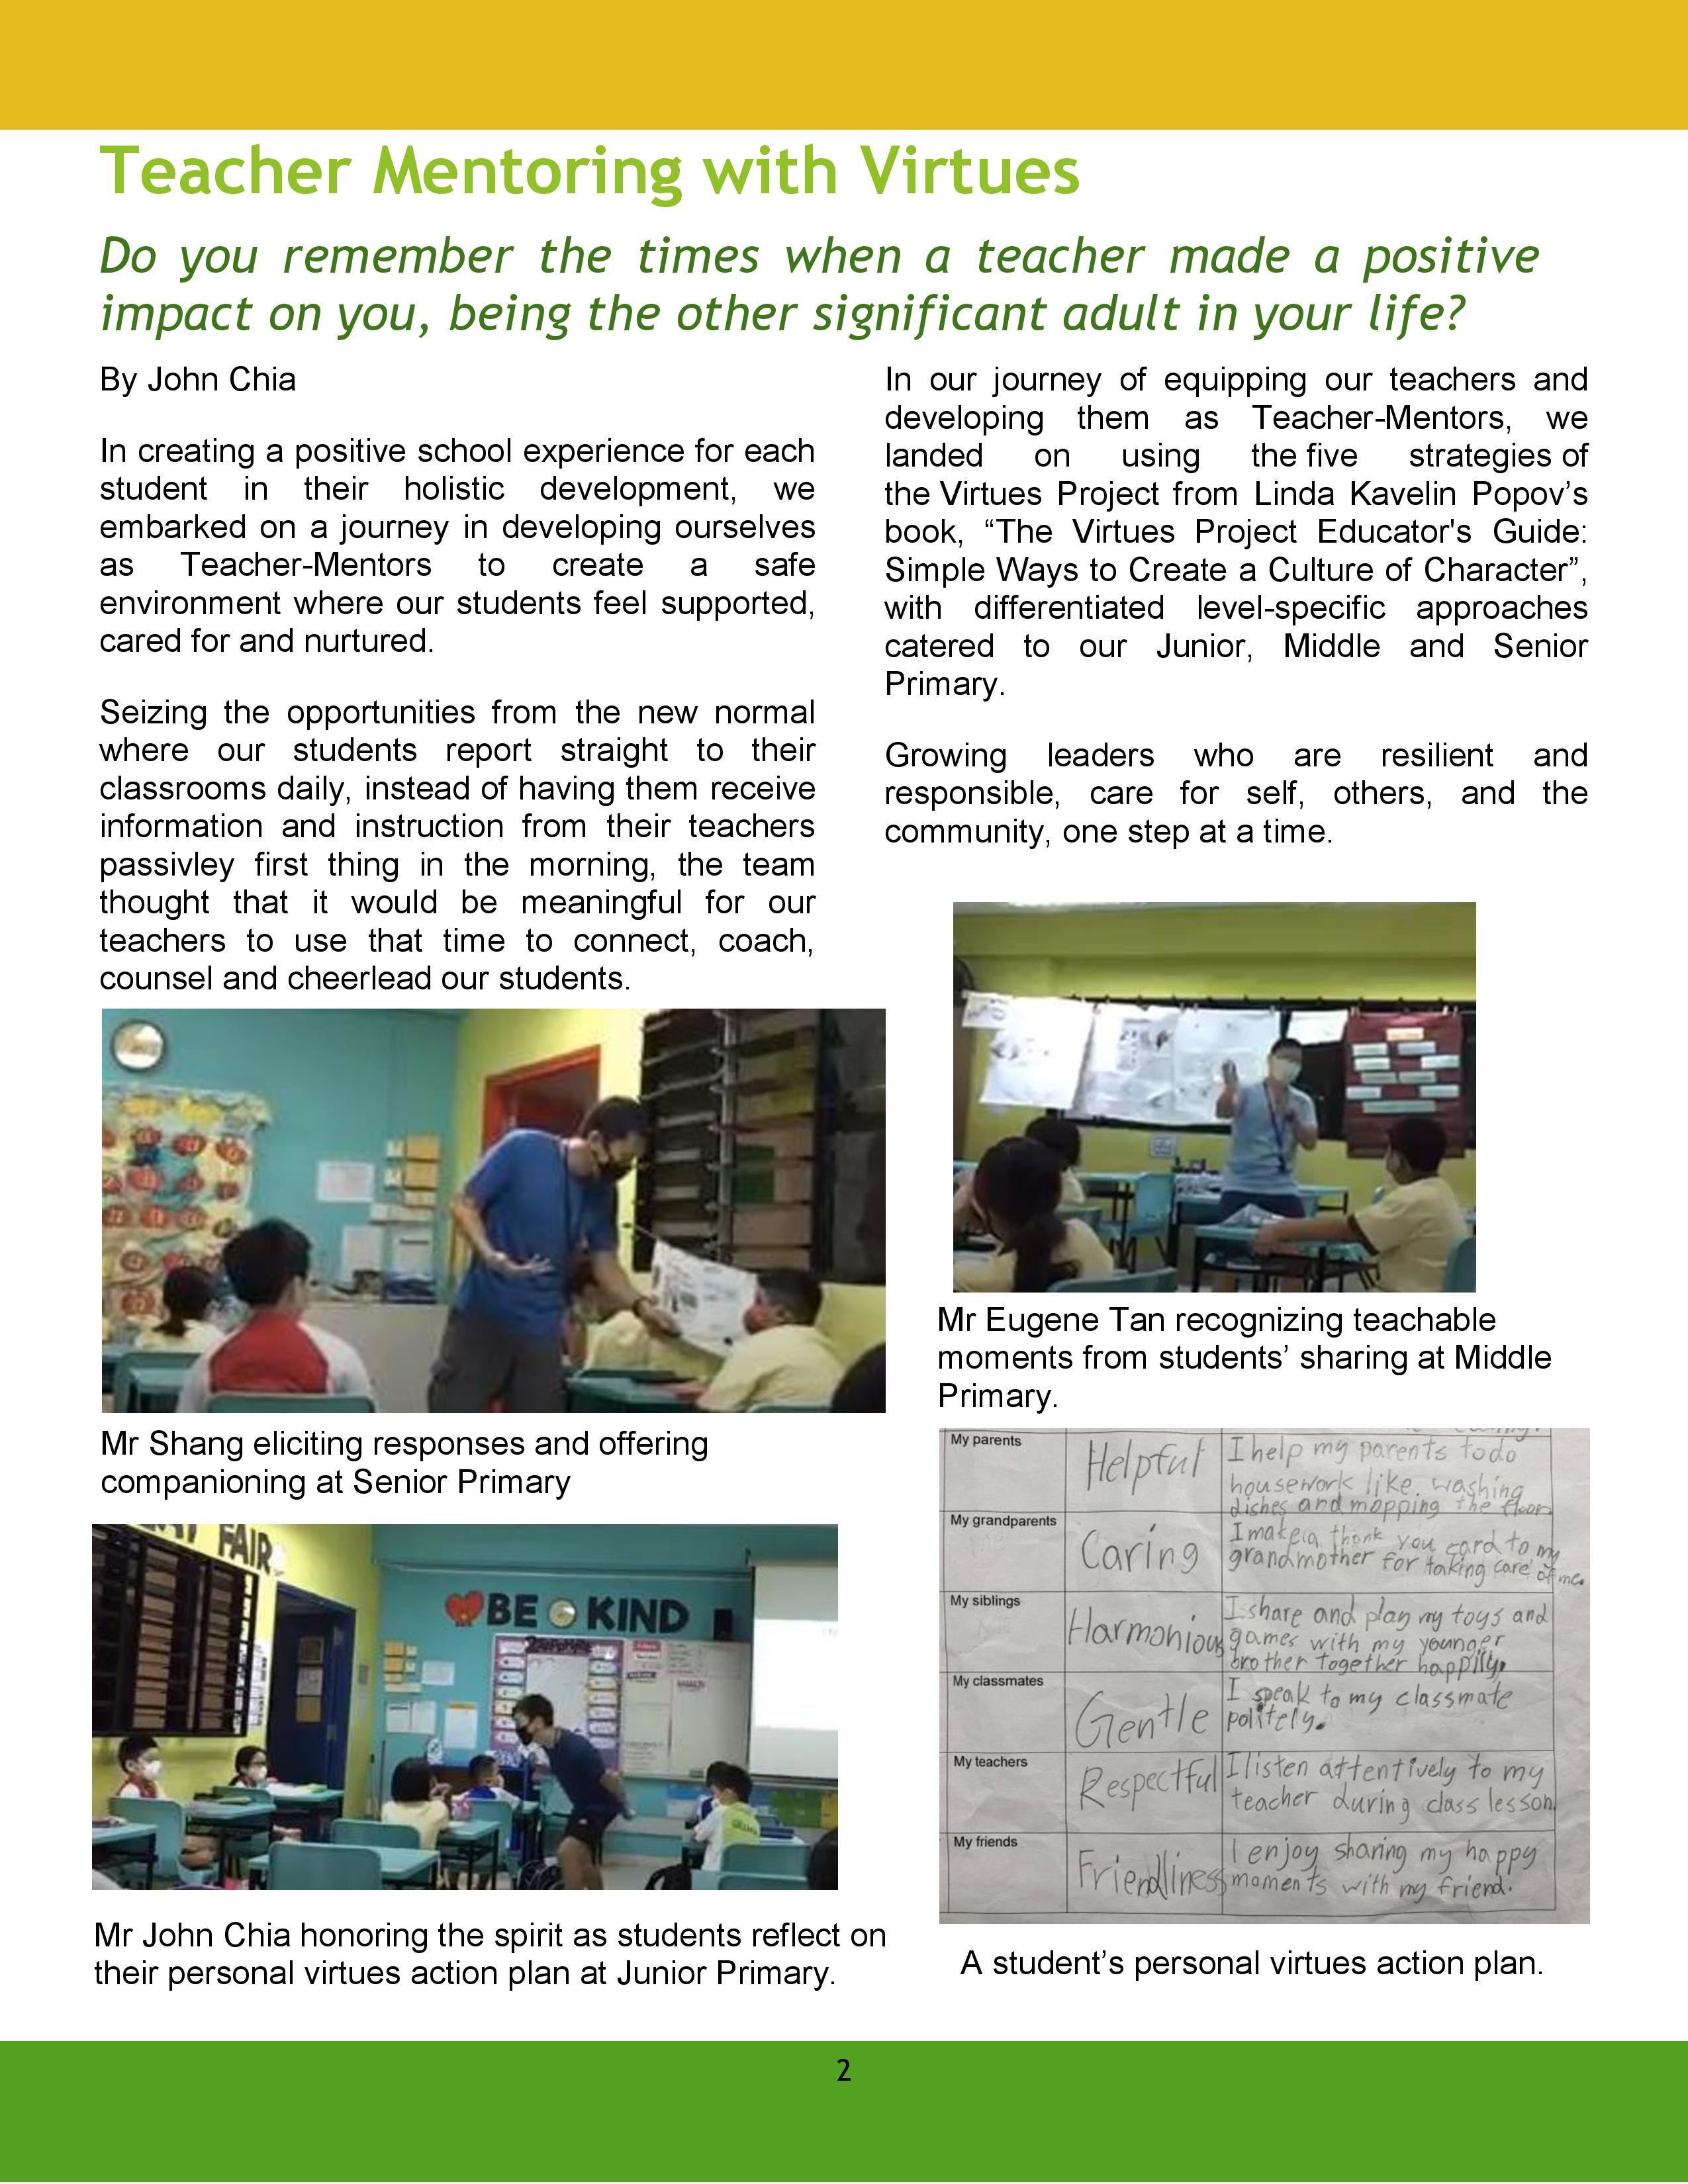 Teacher Mentoring with Virtues
Do you remember the times when a teacher made a positive
impact on you, being the other significant adult in your life?
By John Chia
In creating a positive school experience for each
student in their holistic development, we
embarked on a journey in developing ourselves
as Teacher-Mentors to create a safe
environment where our students feel supported,
cared for and nurtured.
Seizing the opportunities from the new normal
where our students report straight to their
classrooms daily, instead of having them receive
information and instruction from their teachers
passivley first thing in the morning, the team
thought that it would be meaningful for our
teachers to use that time to connect, coach,
counsel and cheerlead our students.
Mr Shang eliciting responses and offering
companioning at Senior Primary
FAIR
BE KIND
Mr John Chia honoring the spirit as students reflect on
their personal virtues action plan at Junior Primary.
In our journey of equipping our teachers and
developing them as Teacher-Mentors, we
landed on using the five strategies of
the Virtues Project from Linda Kavelin Popov’s
book, “The Virtues Project Educator's Guide:
Simple Ways to Create a Culture of Character”,
with differentiated level-specific approaches
catered to our Junior, Middle and Senior
Primary.
Growing leaders who are resilient and
responsible, care for self, others, and the
community, one step at a time.
Mr Eugene Tan recognizing teachable
moments from students’ sharing at Middle
Primary.
My parents
Helpful
I help my parents to do
housework like. washing
dishes and mopping the floor.
My grandparents
Caring
I make a thank you card to my
grandmother for taking care of me.
My siblings
Harmonious
I share and play my toys and
games with my younger
brother together happily.
My classmates
Gentle
I speak to my classmate
politely.
My teachers
Respectful
I listen attentively to my
teacher during class lesson.
My friends
Friendliness
I enjoy sharing my happy
moments with my friend.
A student’s personal virtues action plan.
2